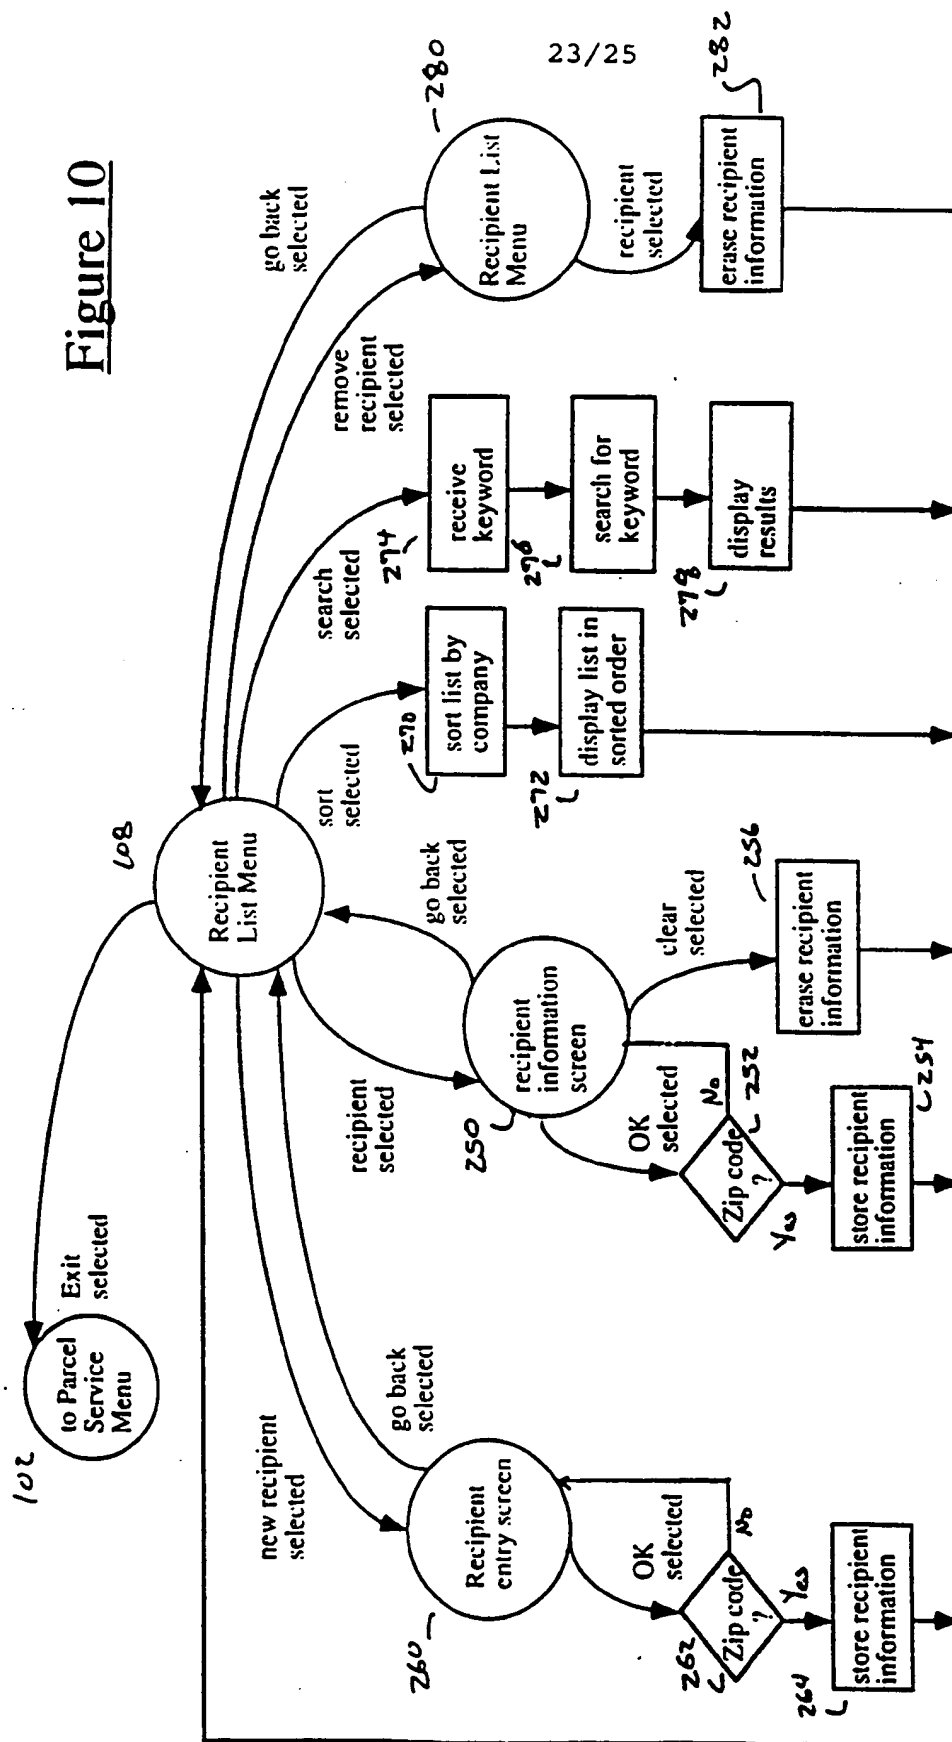 23/25
Figure 10
102
to Parcel
Service
Menu
Exit
selected
108
Recipient
List Menu
new recipient
selected
go back
selected
260
Recipient
entry screen
OK
selected
262
Zip code
?
No
Yes
264
store recipient
information
recipient
selected
go back
selected
250
recipient
information
screen
OK
selected
No
252
Zip code
?
Yes
254
store recipient
information
clear
selected
256
erase recipient
information
sort
selected
270
sort list by
company
272
display list in
sorted order
search
selected
274
receive
keyword
276
search for
keyword
278
display
results
remove
recipient
selected
go back
selected
280
Recipient List
Menu
recipient
selected
282
erase recipient
information